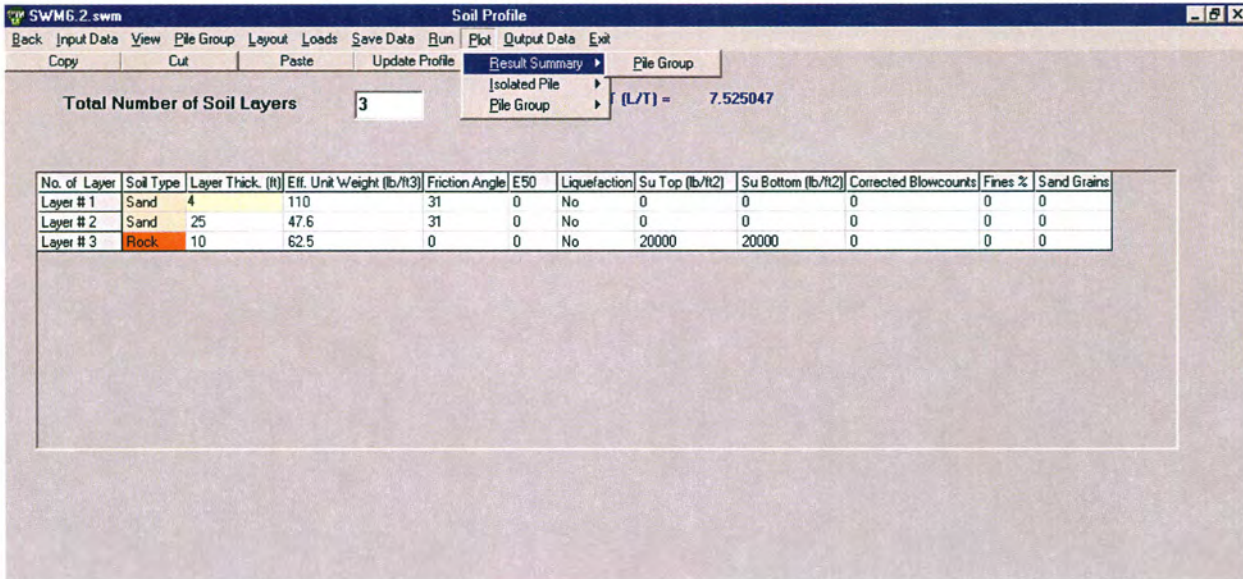 SWM6.2.swm Soil Profile
Back Input Data View Pile Group Layout Loads Save Data Run Plot Output Data Exit
Copy Cut Paste Update Profile Result Summary Pile Group
Isolated Pile
Total Number of Soil Layers 3 Pile Group (L/T) = 7.525047
No. of Layer Soil Type Layer Thick. (ft) Eff. Unit Weight (lb/ft3) Friction Angle E50 Liquefaction Su Top (lb/ft2) Su Bottom (lb/ft2) Corrected Blowcounts Fines % Sand Grains
Layer # 1 Sand 4 110 31 0 No 0 0 0 0 0
Layer # 2 Sand 25 47.6 31 0 No 0 0 0 0 0
Layer # 3 Rock 10 62.5 0 0 No 20000 20000 0 0 0